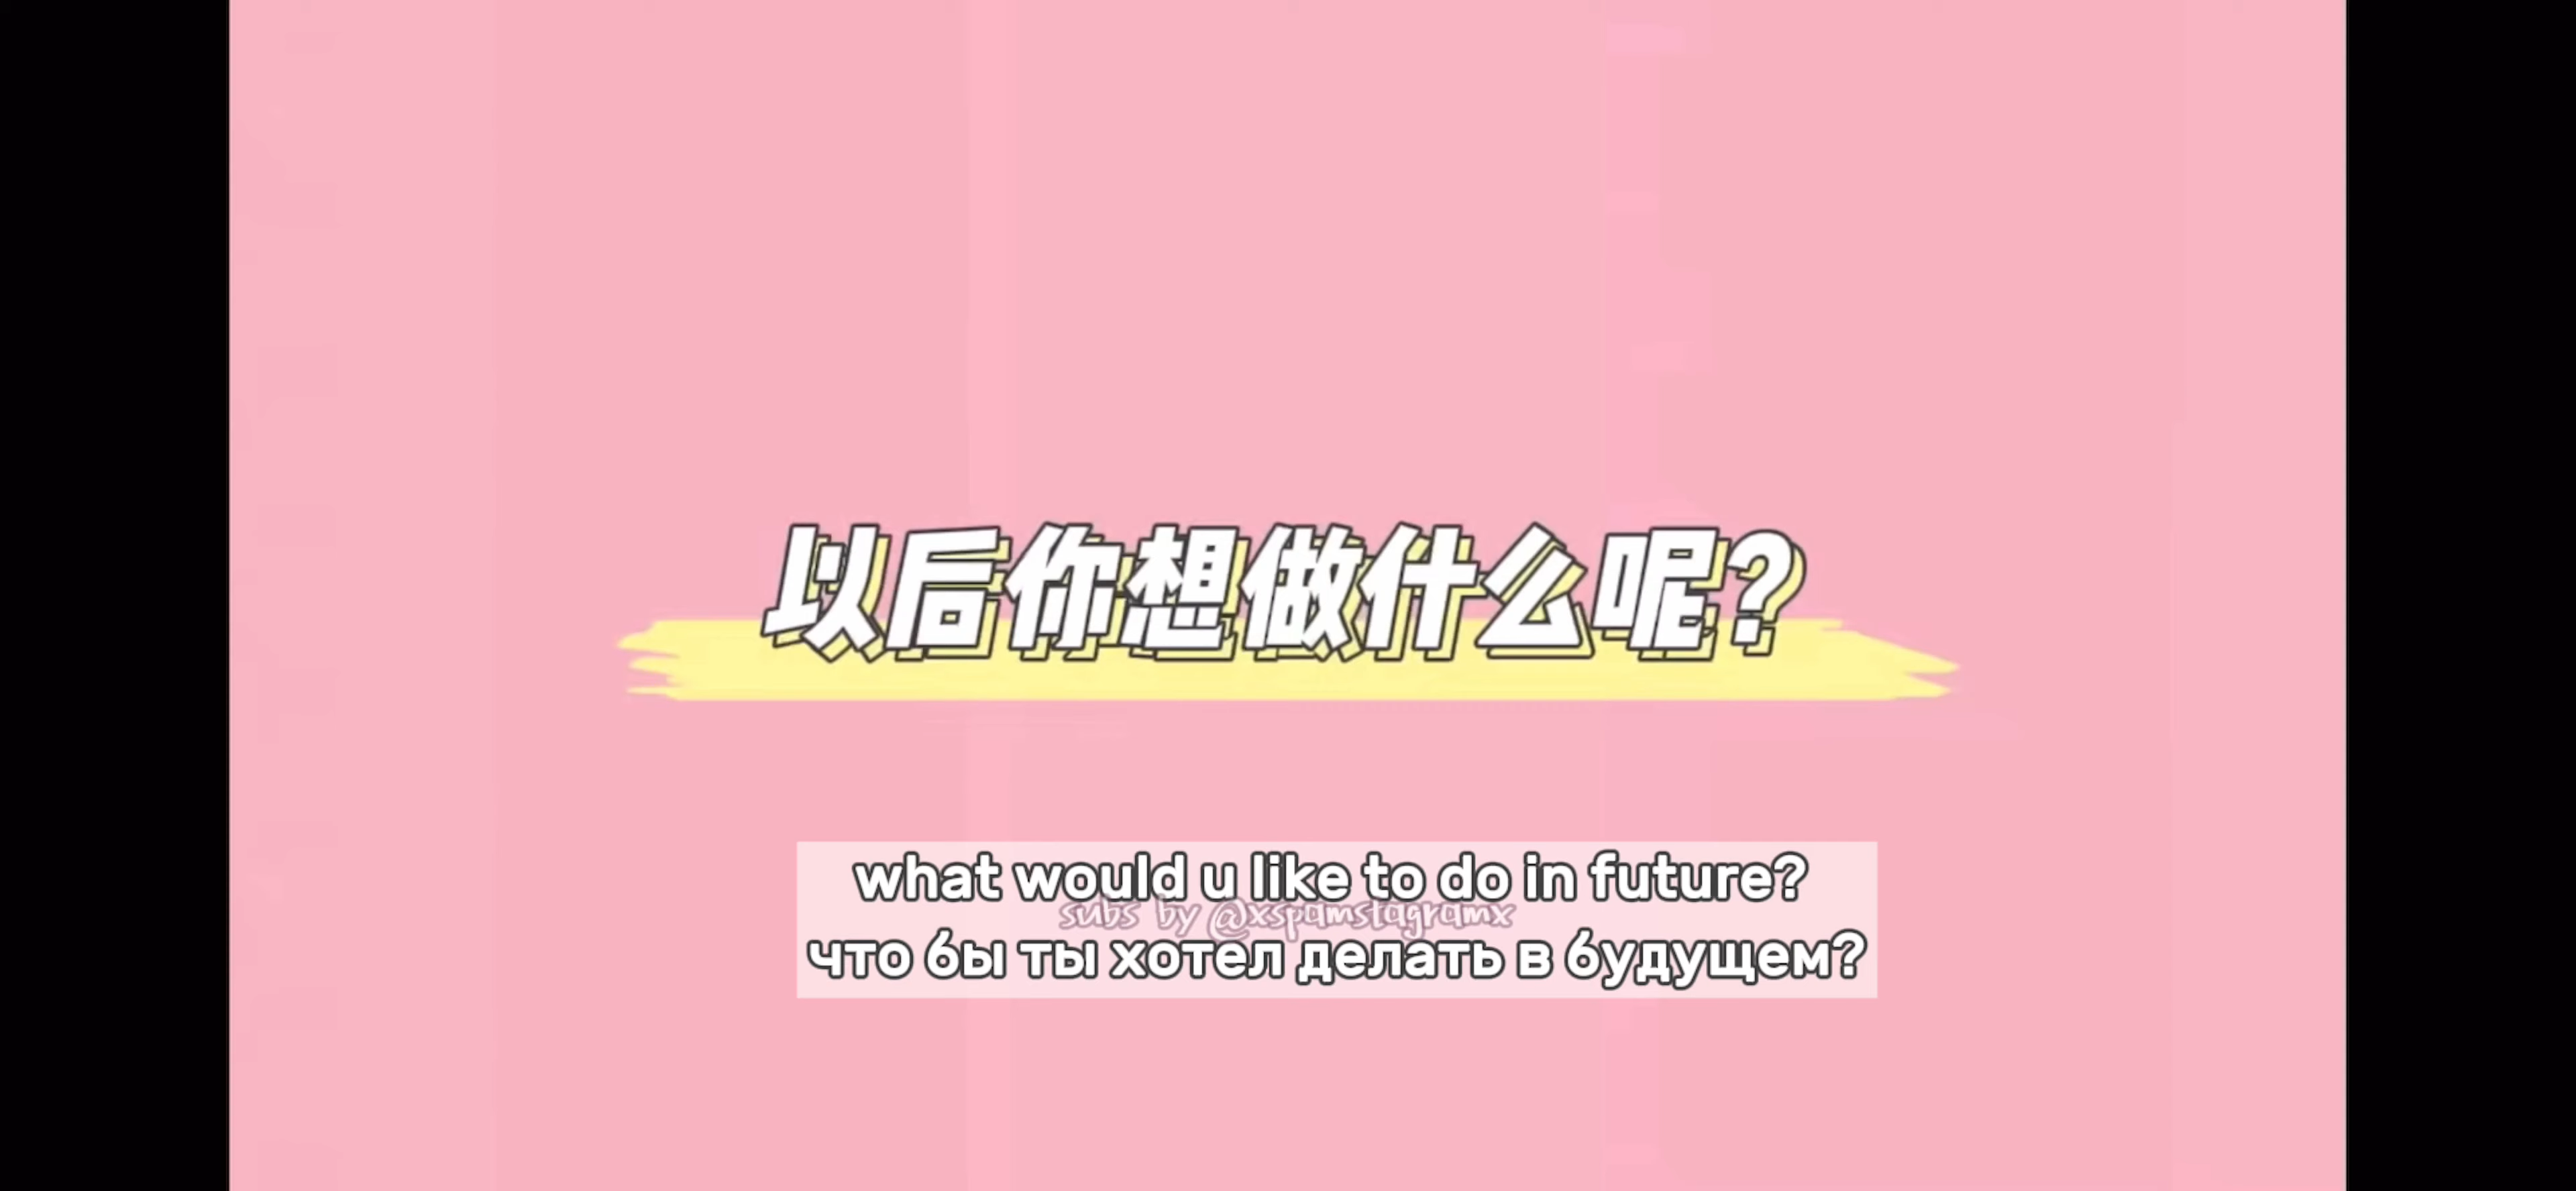 以后你想做什么呢?
what would u like to do in future?
subs by @xspamstagramx
что бы ты хотел делать в будущем?